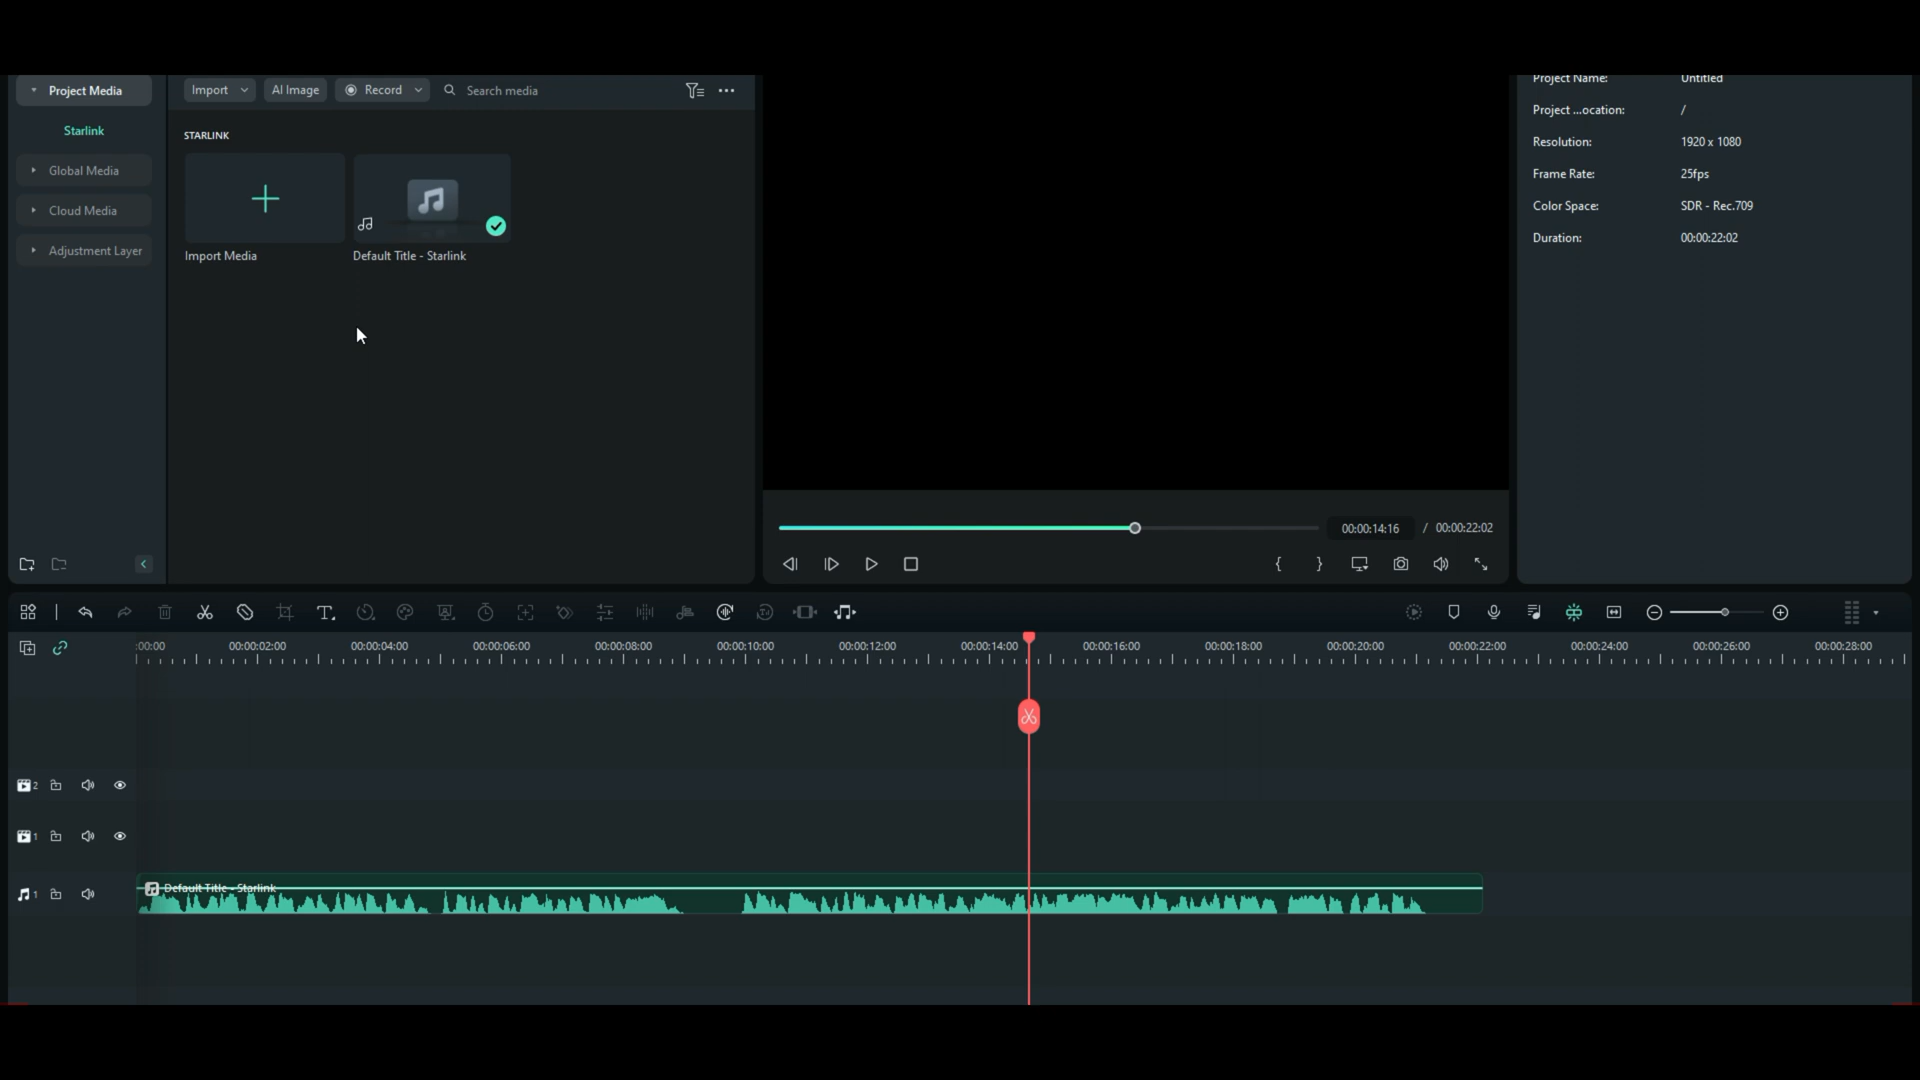 Project Media
Import
AI Image
Record
Search media
Project Name: Untitled
Starlink
STARLINK
Project ...ocation: /
Resolution: 1920 x 1080
Global Media
Frame Rate: 25fps
Cloud Media
Color Space: SDR - Rec.709
Duration: 00:00:22:02
Adjustment Layer
Import Media
Default Title - Starlink
00:00:14:16 / 00:00:22:02
:00:00 00:00:02:00 00:00:04:00 00:00:06:00 00:00:08:00 00:00:10:00 00:00:12:00 00:00:14:00 00:00:16:00 00:00:18:00 00:00:20:00 00:00:22:00 00:00:24:00 00:00:26:00 00:00:28:00
2
1
1
Default Title - Starlink